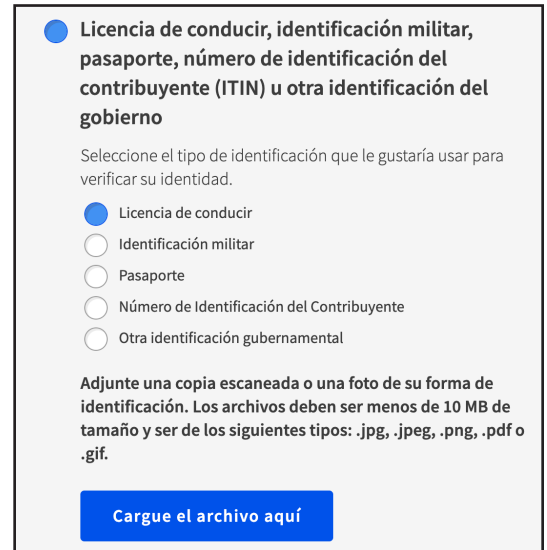 Licencia de conducir, identificación militar,
pasaporte, número de identificación del
contribuyente (ITIN) u otra identificación del
gobierno
Seleccione el tipo de identificación que le gustaría usar para
verificar su identidad.
Licencia de conducir
Identificación militar
Pasaporte
Número de Identificación del Contribuyente
Otra identificación gubernamental
Adjunte una copia escaneada o una foto de su forma de
identificación. Los archivos deben ser menos de 10 MB de
tamaño y ser de los siguientes tipos: .jpg, .jpeg, .png, .pdf o
.gif.
Cargue el archivo aquí